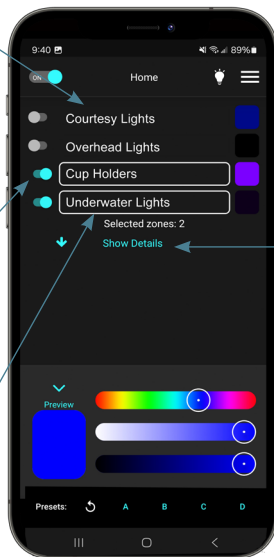 9:40 89%
ON Home
Courtesy Lights
Overhead Lights
Cup Holders
Underwater Lights
Selected zones: 2
Show Details
Preview
Presets: A B C D